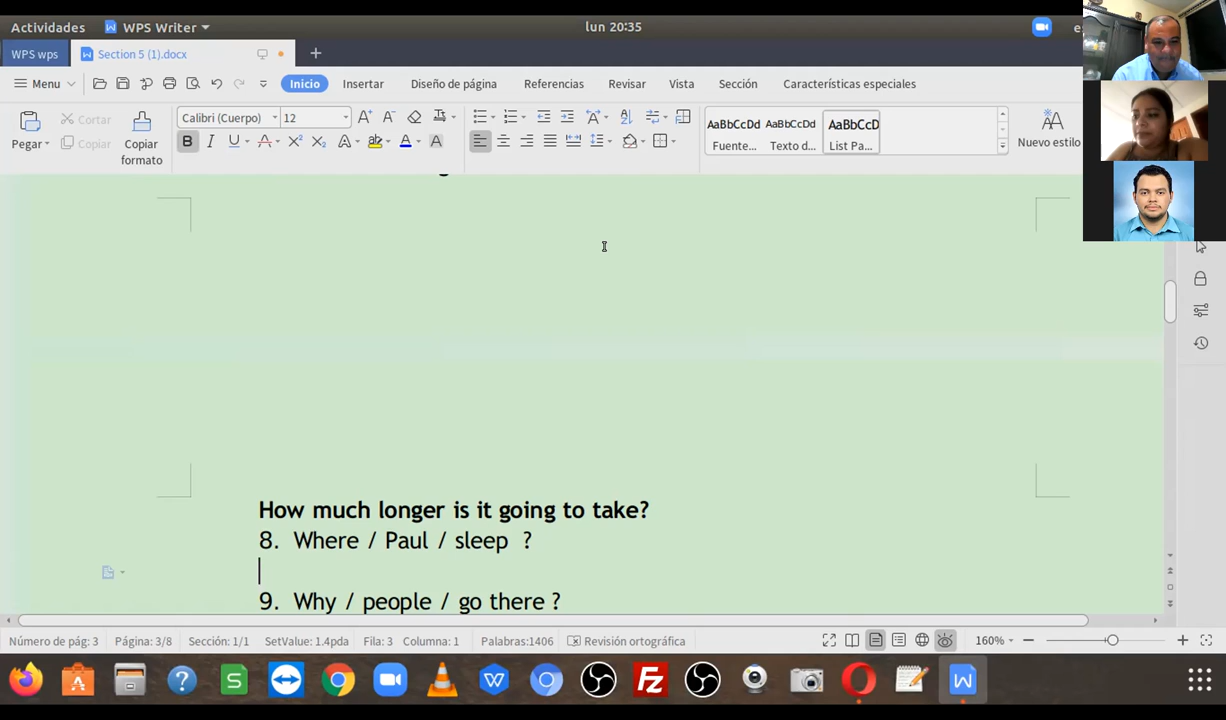 Actividades WPS Writer lun 20:35
WPS wps Section 5 (1).docx
Menu Inicio Insertar Diseño de página Referencias Revisar Vista Sección Características especiales
Calibri (Cuerpo) 12
Pegar Cortar Copiar Copiar formato
AaBbCcDd AaBbCcDd AaBbCcD
Fuente... Texto d... List Pa... Nuevo estilo
How much longer is it going to take?
8. Where / Paul / sleep ?
9. Why / people / go there ?
Número de pág: 3 Página: 3/8 Sección: 1/1 SetValue: 1.4pda Fila: 3 Columna: 1 Palabras:1406 Revisión ortográfica 160%